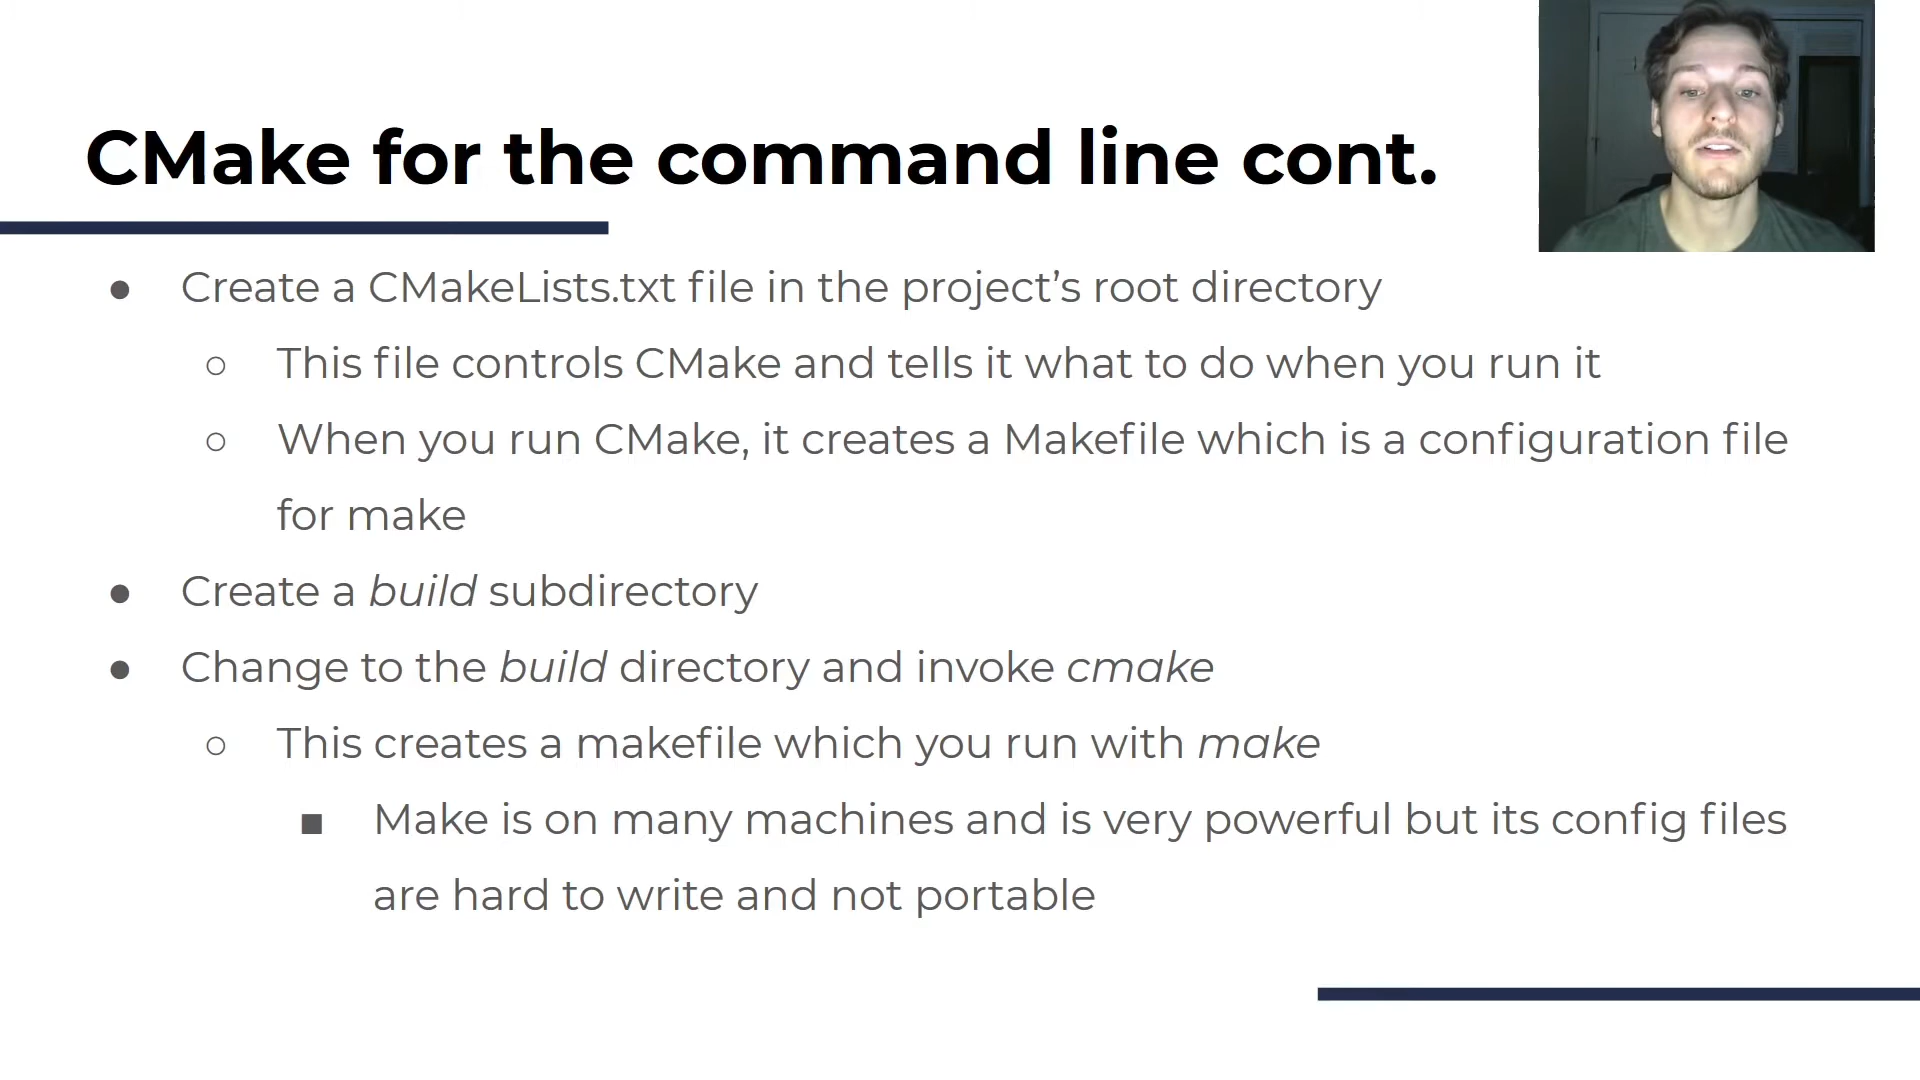 CMake for the command line cont.
● Create a CMakeLists.txt file in the project’s root directory
○ This file controls CMake and tells it what to do when you run it
○ When you run CMake, it creates a Makefile which is a configuration file
for make
● Create a build subdirectory
● Change to the build directory and invoke cmake
○ This creates a makefile which you run with make
■ Make is on many machines and is very powerful but its config files
are hard to write and not portable